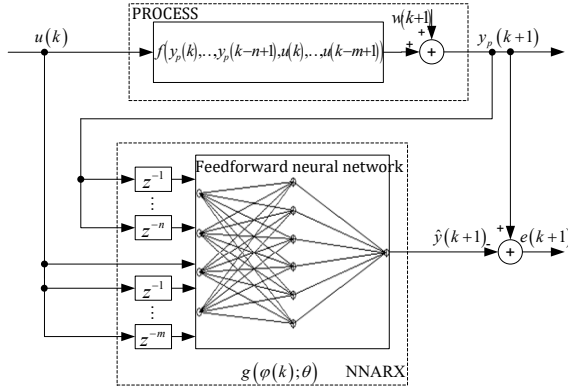 PROCESS
w(k+1)
u(k)
f(y_p(k),…,y_p(k−n+1),u(k),…,u(k−m+1))
+
+
+
y_p(k+1)
Feedforward neural network
z⁻¹
⋮
z⁻ⁿ
z⁻¹
⋮
z⁻ᵐ
ŷ(k+1)
-
+
+
e(k+1)
g(φ(k);θ)
NNARX